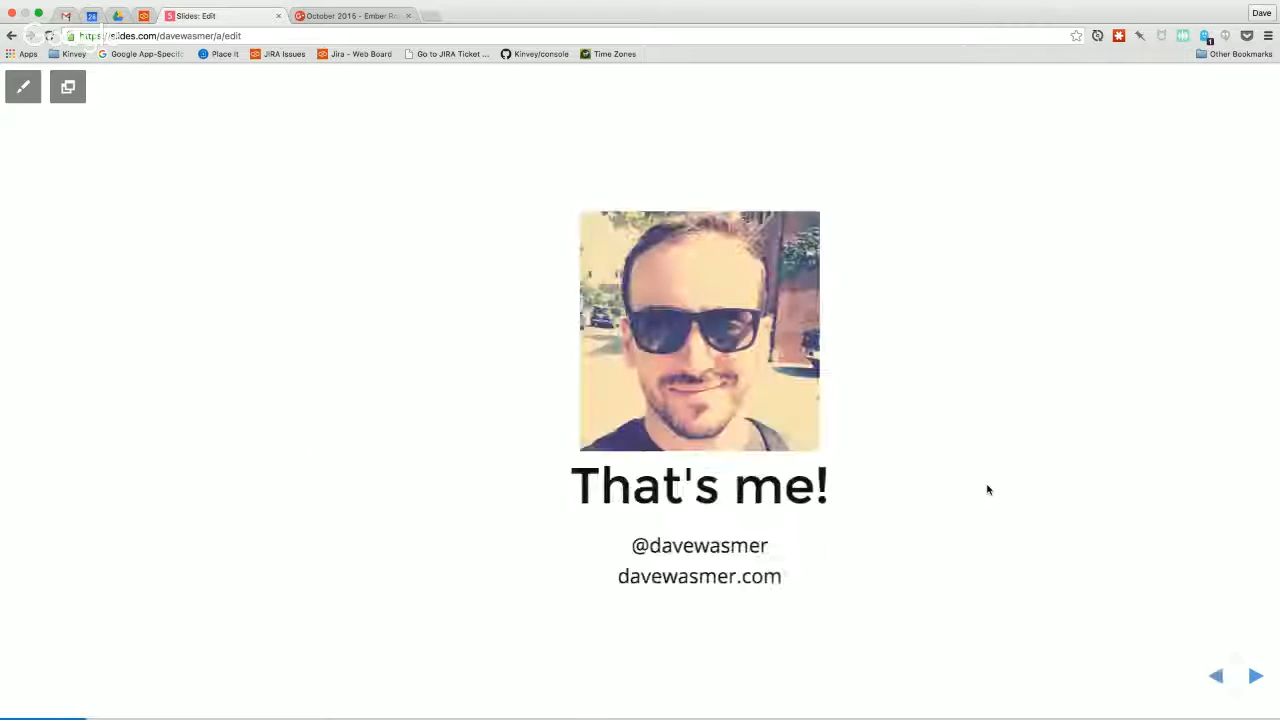 Slides: Edit
October 2015 - Ember Ro
Dave
https://slides.com/davewasmer/a/edit
Apps
Kinvey
Google App-Specific
Place It
JIRA Issues
Jira - Web Board
Go to JIRA Ticket ...
Kinvey/console
Time Zones
Other Bookmarks
That's me!
@davewasmer
davewasmer.com